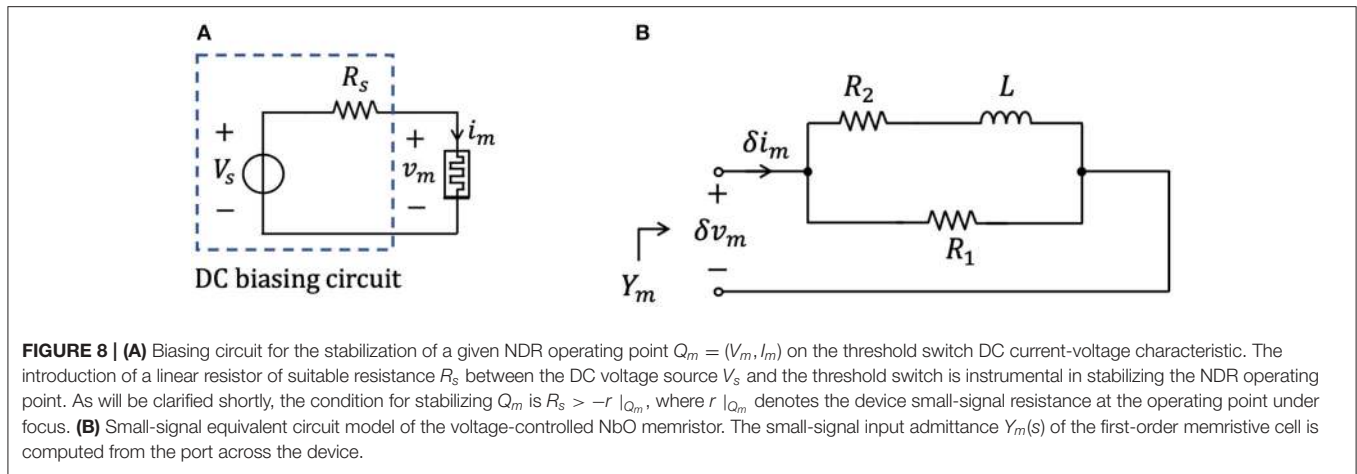 A
B
R_s
R_2
L
+
+
i_m
δi_m
V_s
v_m
+
−
−
δv_m
R_1
−
DC biasing circuit
Y_m
FIGURE 8 | (A) Biasing circuit for the stabilization of a given NDR operating point Q_m = (V_m, I_m) on the threshold switch DC current-voltage characteristic. The
introduction of a linear resistor of suitable resistance R_s between the DC voltage source V_s and the threshold switch is instrumental in stabilizing the NDR operating
point. As will be clarified shortly, the condition for stabilizing Q_m is R_s > −r |Q_m, where r |Q_m denotes the device small-signal resistance at the operating point under
focus. (B) Small-signal equivalent circuit model of the voltage-controlled NbO memristor. The small-signal input admittance Y_m(s) of the first-order memristive cell is
computed from the port across the device.